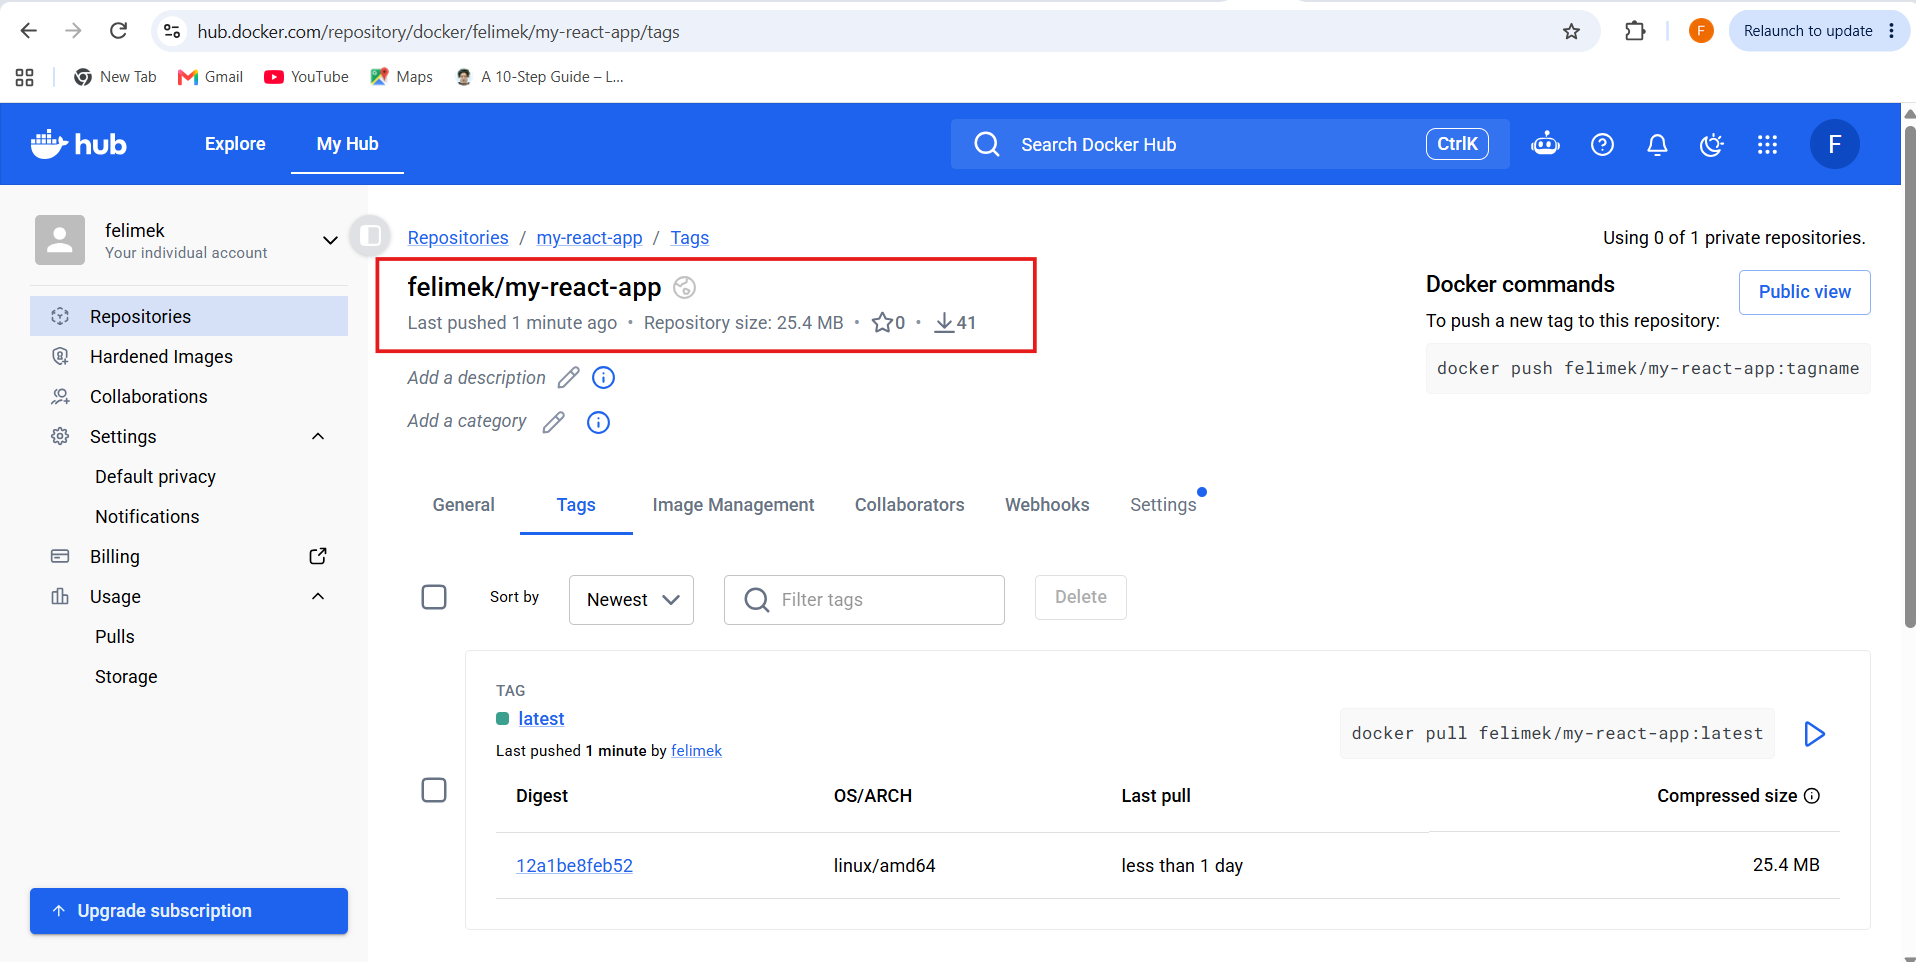 hub.docker.com/repository/docker/felimek/my-react-app/tags
F
Relaunch to update
New Tab
Gmail
YouTube
Maps
A 10-Step Guide – L...
hub
Explore
My Hub
Search Docker Hub
CtrlK
F
felimek
Your individual account
Repositories
Hardened Images
Collaborations
Settings
Default privacy
Notifications
Billing
Usage
Pulls
Storage
Upgrade subscription
Repositories / my-react-app / Tags
Using 0 of 1 private repositories.
felimek/my-react-app
Last pushed 1 minute ago • Repository size: 25.4 MB • 0 • 41
Add a description
Add a category
Docker commands
Public view
To push a new tag to this repository:
docker push felimek/my-react-app:tagname
General
Tags
Image Management
Collaborators
Webhooks
Settings
Sort by
Newest
Filter tags
Delete
TAG
latest
Last pushed 1 minute by felimek
docker pull felimek/my-react-app:latest
Digest
OS/ARCH
Last pull
Compressed size
12a1be8feb52
linux/amd64
less than 1 day
25.4 MB